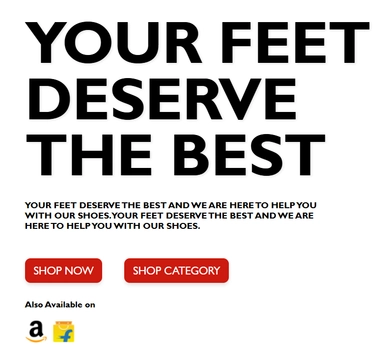 YOUR FEET
DESERVE
THE BEST
YOUR FEET DESERVE THE BEST AND WE ARE HERE TO HELP YOU
WITH OUR SHOES.YOUR FEET DESERVE THE BEST AND WE ARE
HERE TO HELP YOU WITH OUR SHOES.
SHOP NOW SHOP CATEGORY
Also Available on
a f